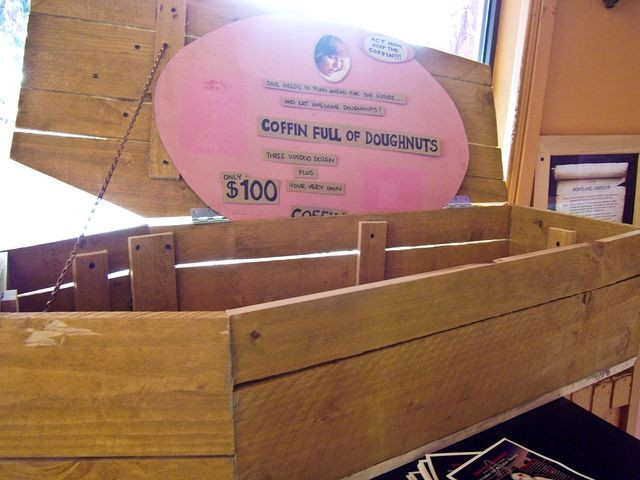 ACT NOW
KEEP THE
COFFIN!!!
ONE NEEDS TO PLAN AHEAD FOR THE FUTURE...
AND EAT AWESOME DOUGHNUTS!
COFFIN FULL OF DOUGHNUTS
THREE VOODOO DOZEN
PLUS
ONLY
$100
YOUR VERY OWN
COFFIN
PORTLAND, OREGON